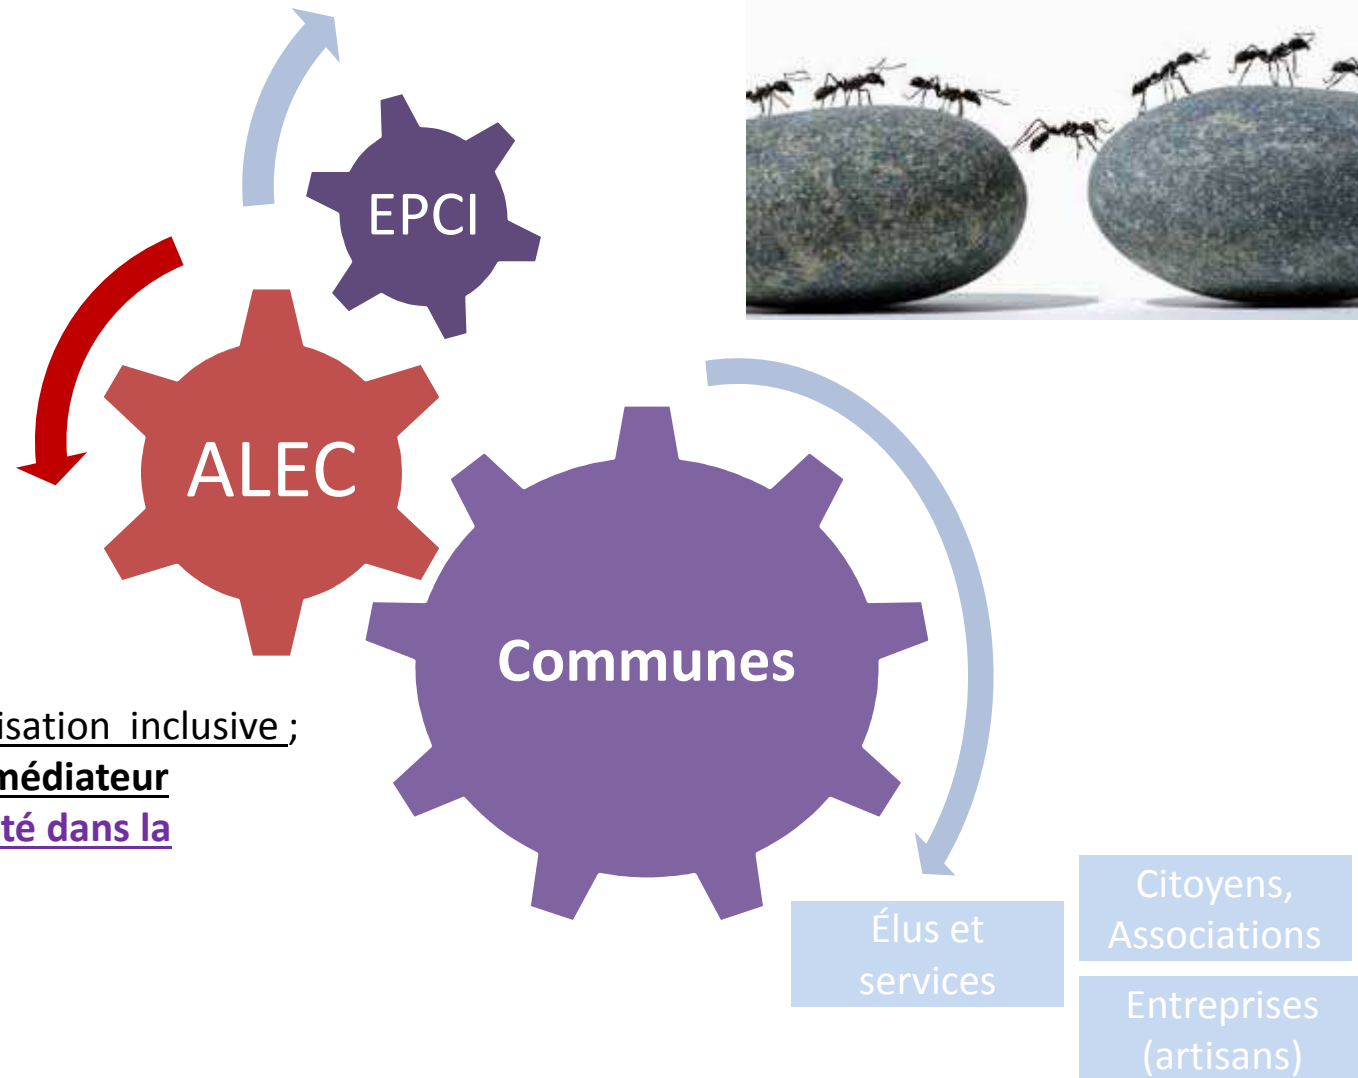 EPCI
ALEC
Communes
isation inclusive ;
médiateur
té dans la
Élus et
services
Citoyens,
Associations
Entreprises
(artisans)